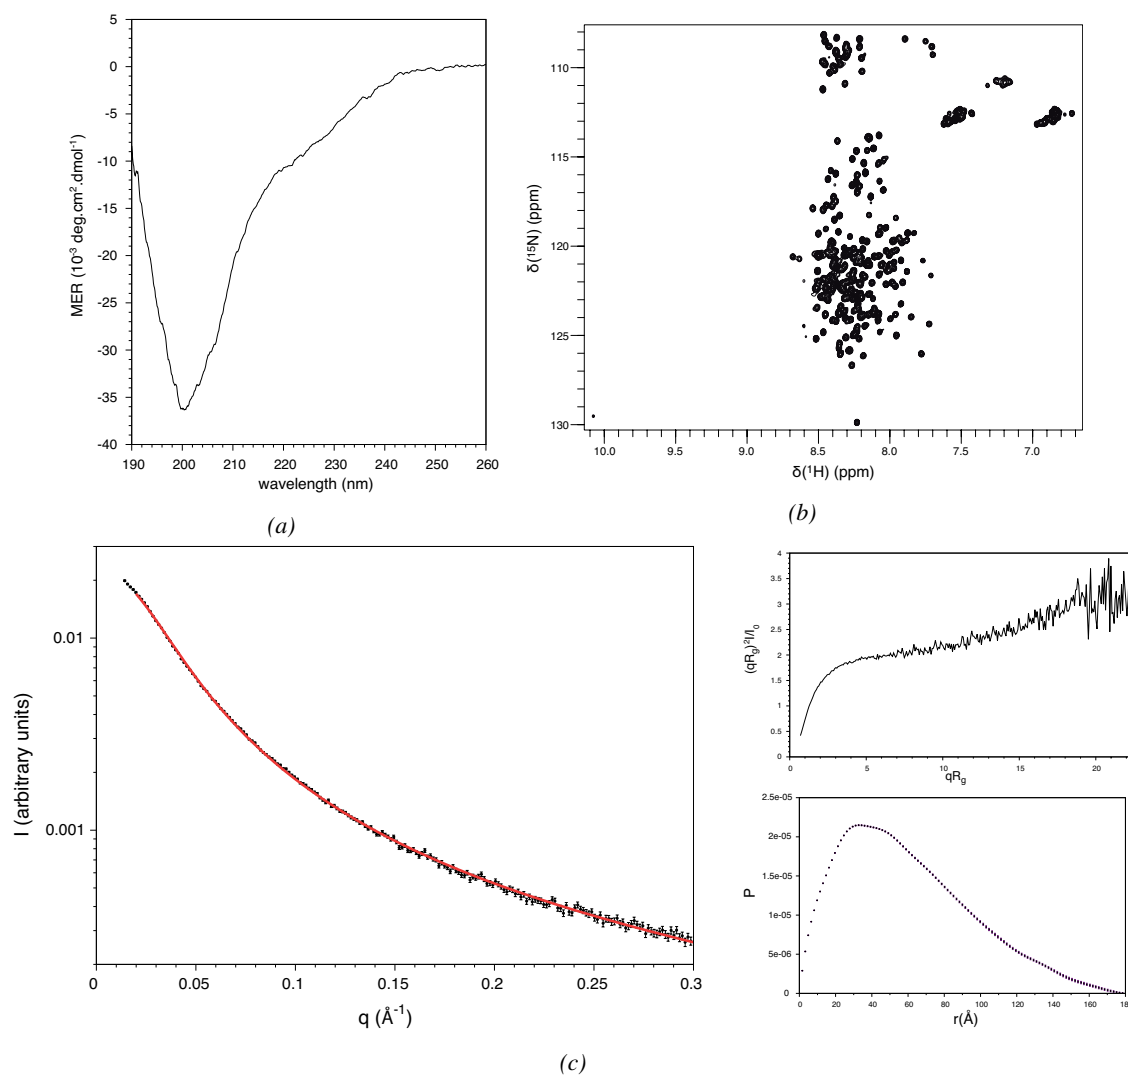 5
0
-5
-10
-15
-20
-25
-30
-35
-40
MER (10⁻³ deg.cm².dmol⁻¹)
190 200 210 220 230 240 250 260
wavelength (nm)
(a)
110
115
120
125
130
δ(¹⁵N) (ppm)
10.0 9.5 9.0 8.5 8.0 7.5 7.0
δ(¹H) (ppm)
(b)
0.01
0.001
I (arbitrary units)
0 0.05 0.1 0.15 0.2 0.25 0.3
q (Å⁻¹)
4
3.5
3
2.5
2
1.5
1
0.5
0
(qRg)²I/I₀
0 5 10 15 20
qRg
2.5e-05
2e-05
1.5e-05
1e-05
5e-06
0
P
0 20 40 60 80 100 120 140 160 180
r(Å)
(c)